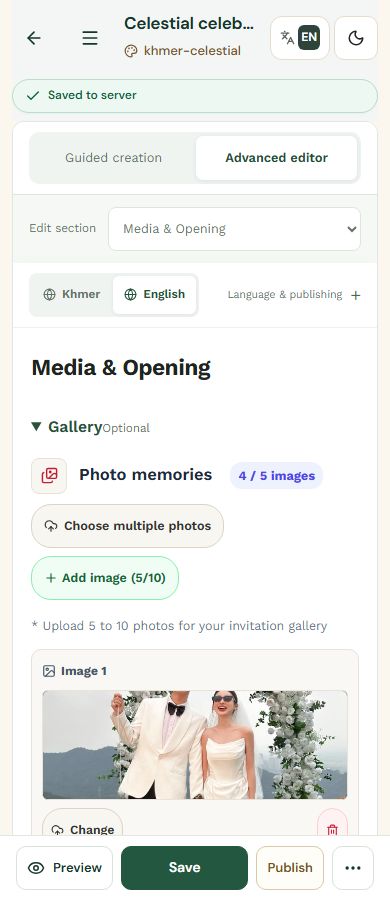 Celestial celeb...
khmer-celestial
EN
Saved to server
Guided creation
Advanced editor
Edit section
Media & Opening
Khmer
English
Language & publishing +
Media & Opening
▼ GalleryOptional
Photo memories
4 / 5 images
Choose multiple photos
+ Add image (5/10)
* Upload 5 to 10 photos for your invitation gallery
Image 1
Change
Preview
Save
Publish